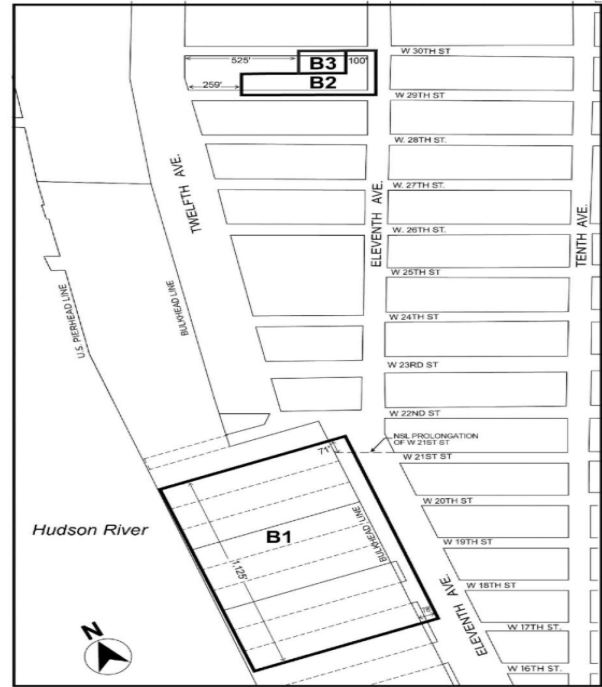 W 30TH ST
525'
B3
100'
259'
B2
W 29TH ST
W 28TH ST.
TWELFTH AVE.
W 27TH ST.
ELEVENTH AVE.
W. 26TH ST.
TENTH AVE.
W 25TH ST
U.S. PIERHEAD LINE
BULKHEAD LINE
W 24TH ST
W 23RD ST
W 22ND ST
NSL PROLONGATION
OF W 21ST ST
71'
W 21ST ST
W 20TH ST
Hudson River
B1
BULKHEAD LINE
W 19TH ST
1,125'
W 18TH ST
ELEVENTH AVE.
W 17TH ST.
N
W 16TH ST.